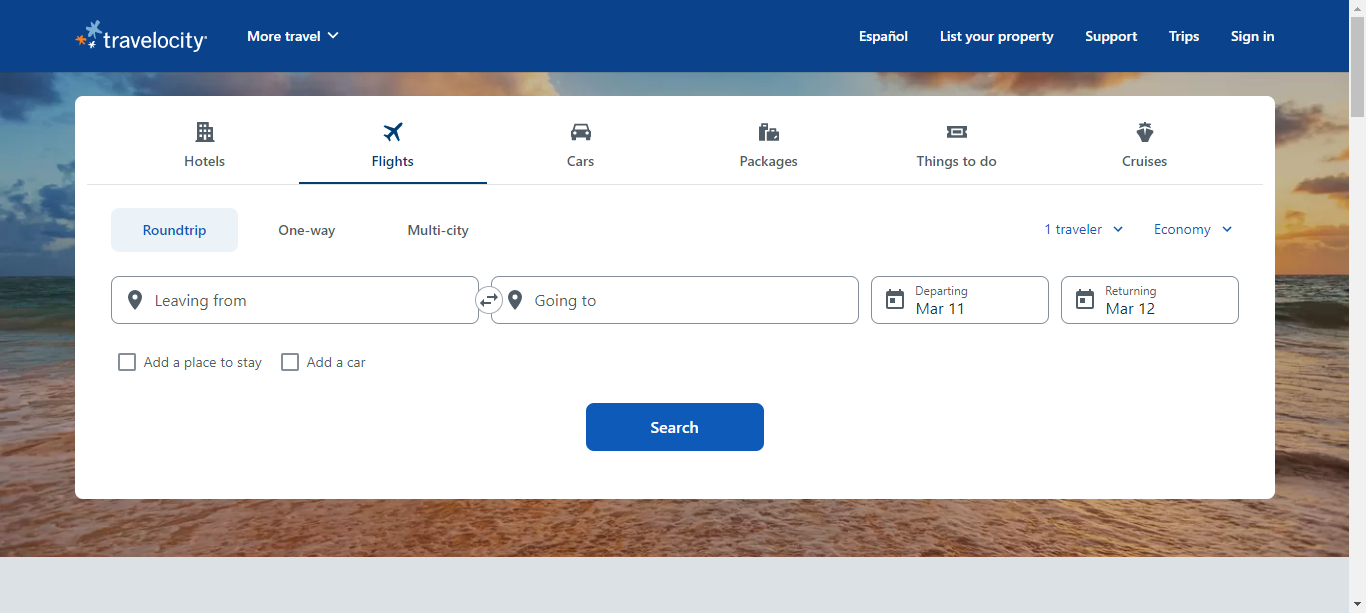 travelocity
More travel
Español
List your property
Support
Trips
Sign in
Hotels
Flights
Cars
Packages
Things to do
Cruises
Roundtrip
One-way
Multi-city
1 traveler
Economy
Leaving from
Going to
Departing
Mar 11
Returning
Mar 12
Add a place to stay
Add a car
Search